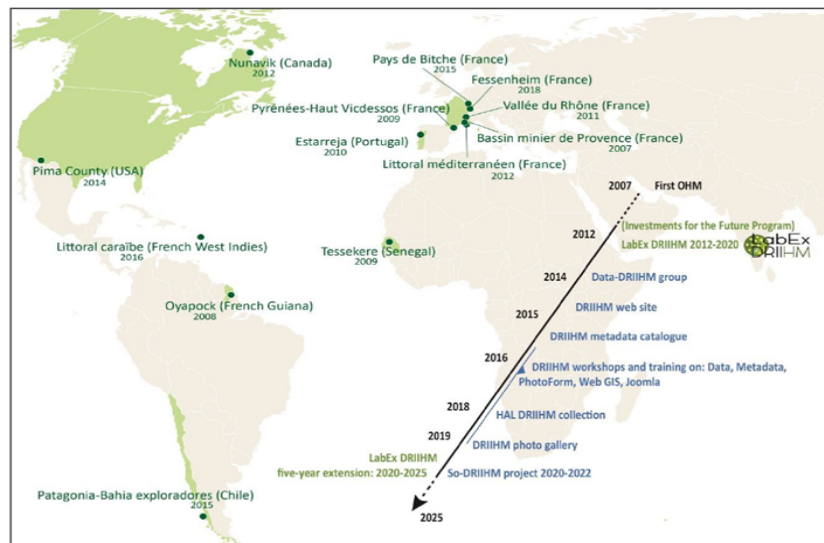 Nunavik (Canada)
2012
Pays de Bitche (France)
2015
Fessenheim (France)
2018
Pyrénées-Haut Vicdessos (France)
2009
Vallée du Rhône (France)
2011
Estarreja (Portugal)
2010
Bassin minier de Provence (France)
2007
Littoral méditerranéen (France)
2012
Pima County (USA)
2014
Littoral caraïbe (French West Indies)
2016
Tessekere (Senegal)
2009
Oyapock (French Guiana)
2008
Patagonia-Bahia exploradores (Chile)
2015
2007 First OHM
2012 (Investments for the Future Program)
LabEx DRIIHM 2012-2020
LabEx
DRIIHM
2014 Data-DRIIHM group
2015 DRIIHM web site
DRIIHM metadata catalogue
2016 DRIIHM workshops and training on: Data, Metadata,
PhotoForm, Web GIS, Joomla
2018 HAL DRIIHM collection
2019 DRIIHM photo gallery
LabEx DRIIHM
five-year extension: 2020-2025 So-DRIIHM project 2020-2022
2025